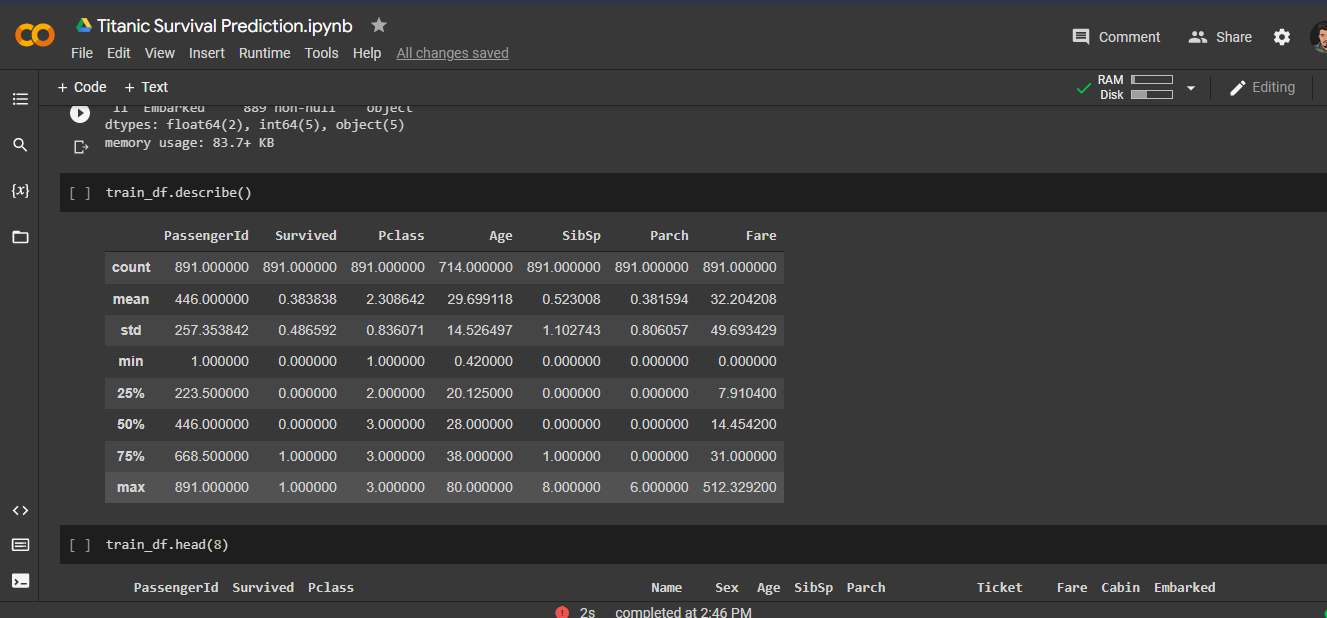 Titanic Survival Prediction.ipynb
File Edit View Insert Runtime Tools Help All changes saved
Comment Share
+ Code + Text
RAM
Disk
Editing
11 Embarked 889 non-null object
dtypes: float64(2), int64(5), object(5)
memory usage: 83.7+ KB
{x}
[ ] train_df.describe()
PassengerId Survived Pclass Age SibSp Parch Fare
count 891.000000 891.000000 891.000000 714.000000 891.000000 891.000000 891.000000
mean 446.000000 0.383838 2.308642 29.699118 0.523008 0.381594 32.204208
std 257.353842 0.486592 0.836071 14.526497 1.102743 0.806057 49.693429
min 1.000000 0.000000 1.000000 0.420000 0.000000 0.000000 0.000000
25% 223.500000 0.000000 2.000000 20.125000 0.000000 0.000000 7.910400
50% 446.000000 0.000000 3.000000 28.000000 0.000000 0.000000 14.454200
75% 668.500000 1.000000 3.000000 38.000000 1.000000 0.000000 31.000000
max 891.000000 1.000000 3.000000 80.000000 8.000000 6.000000 512.329200
[ ] train_df.head(8)
PassengerId Survived Pclass Name Sex Age SibSp Parch Ticket Fare Cabin Embarked
2s completed at 2:46 PM